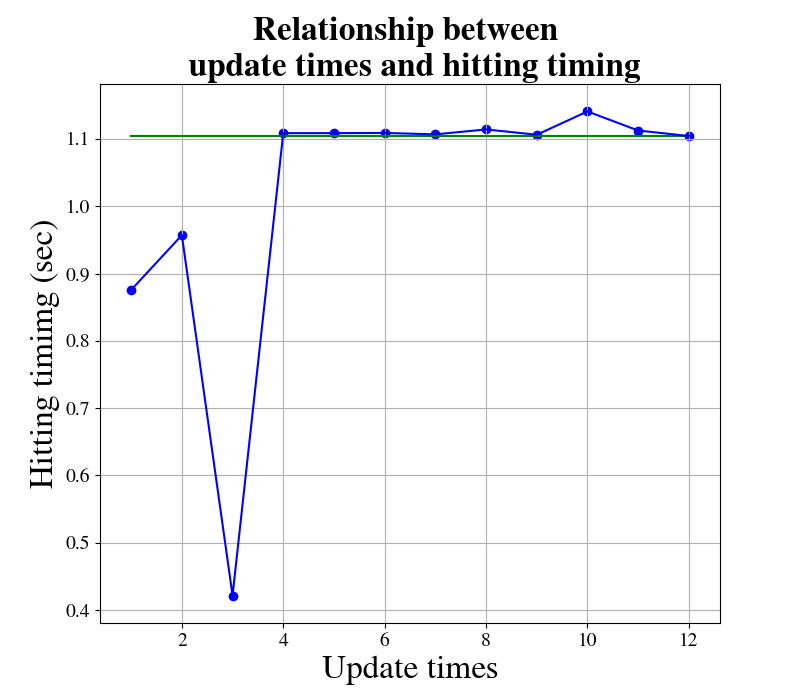 Relationship between
update times and hitting timing
1.1
1.0
0.9
0.8
0.7
0.6
0.5
0.4
Hitting timimg (sec)
2 4 6 8 10 12
Update times